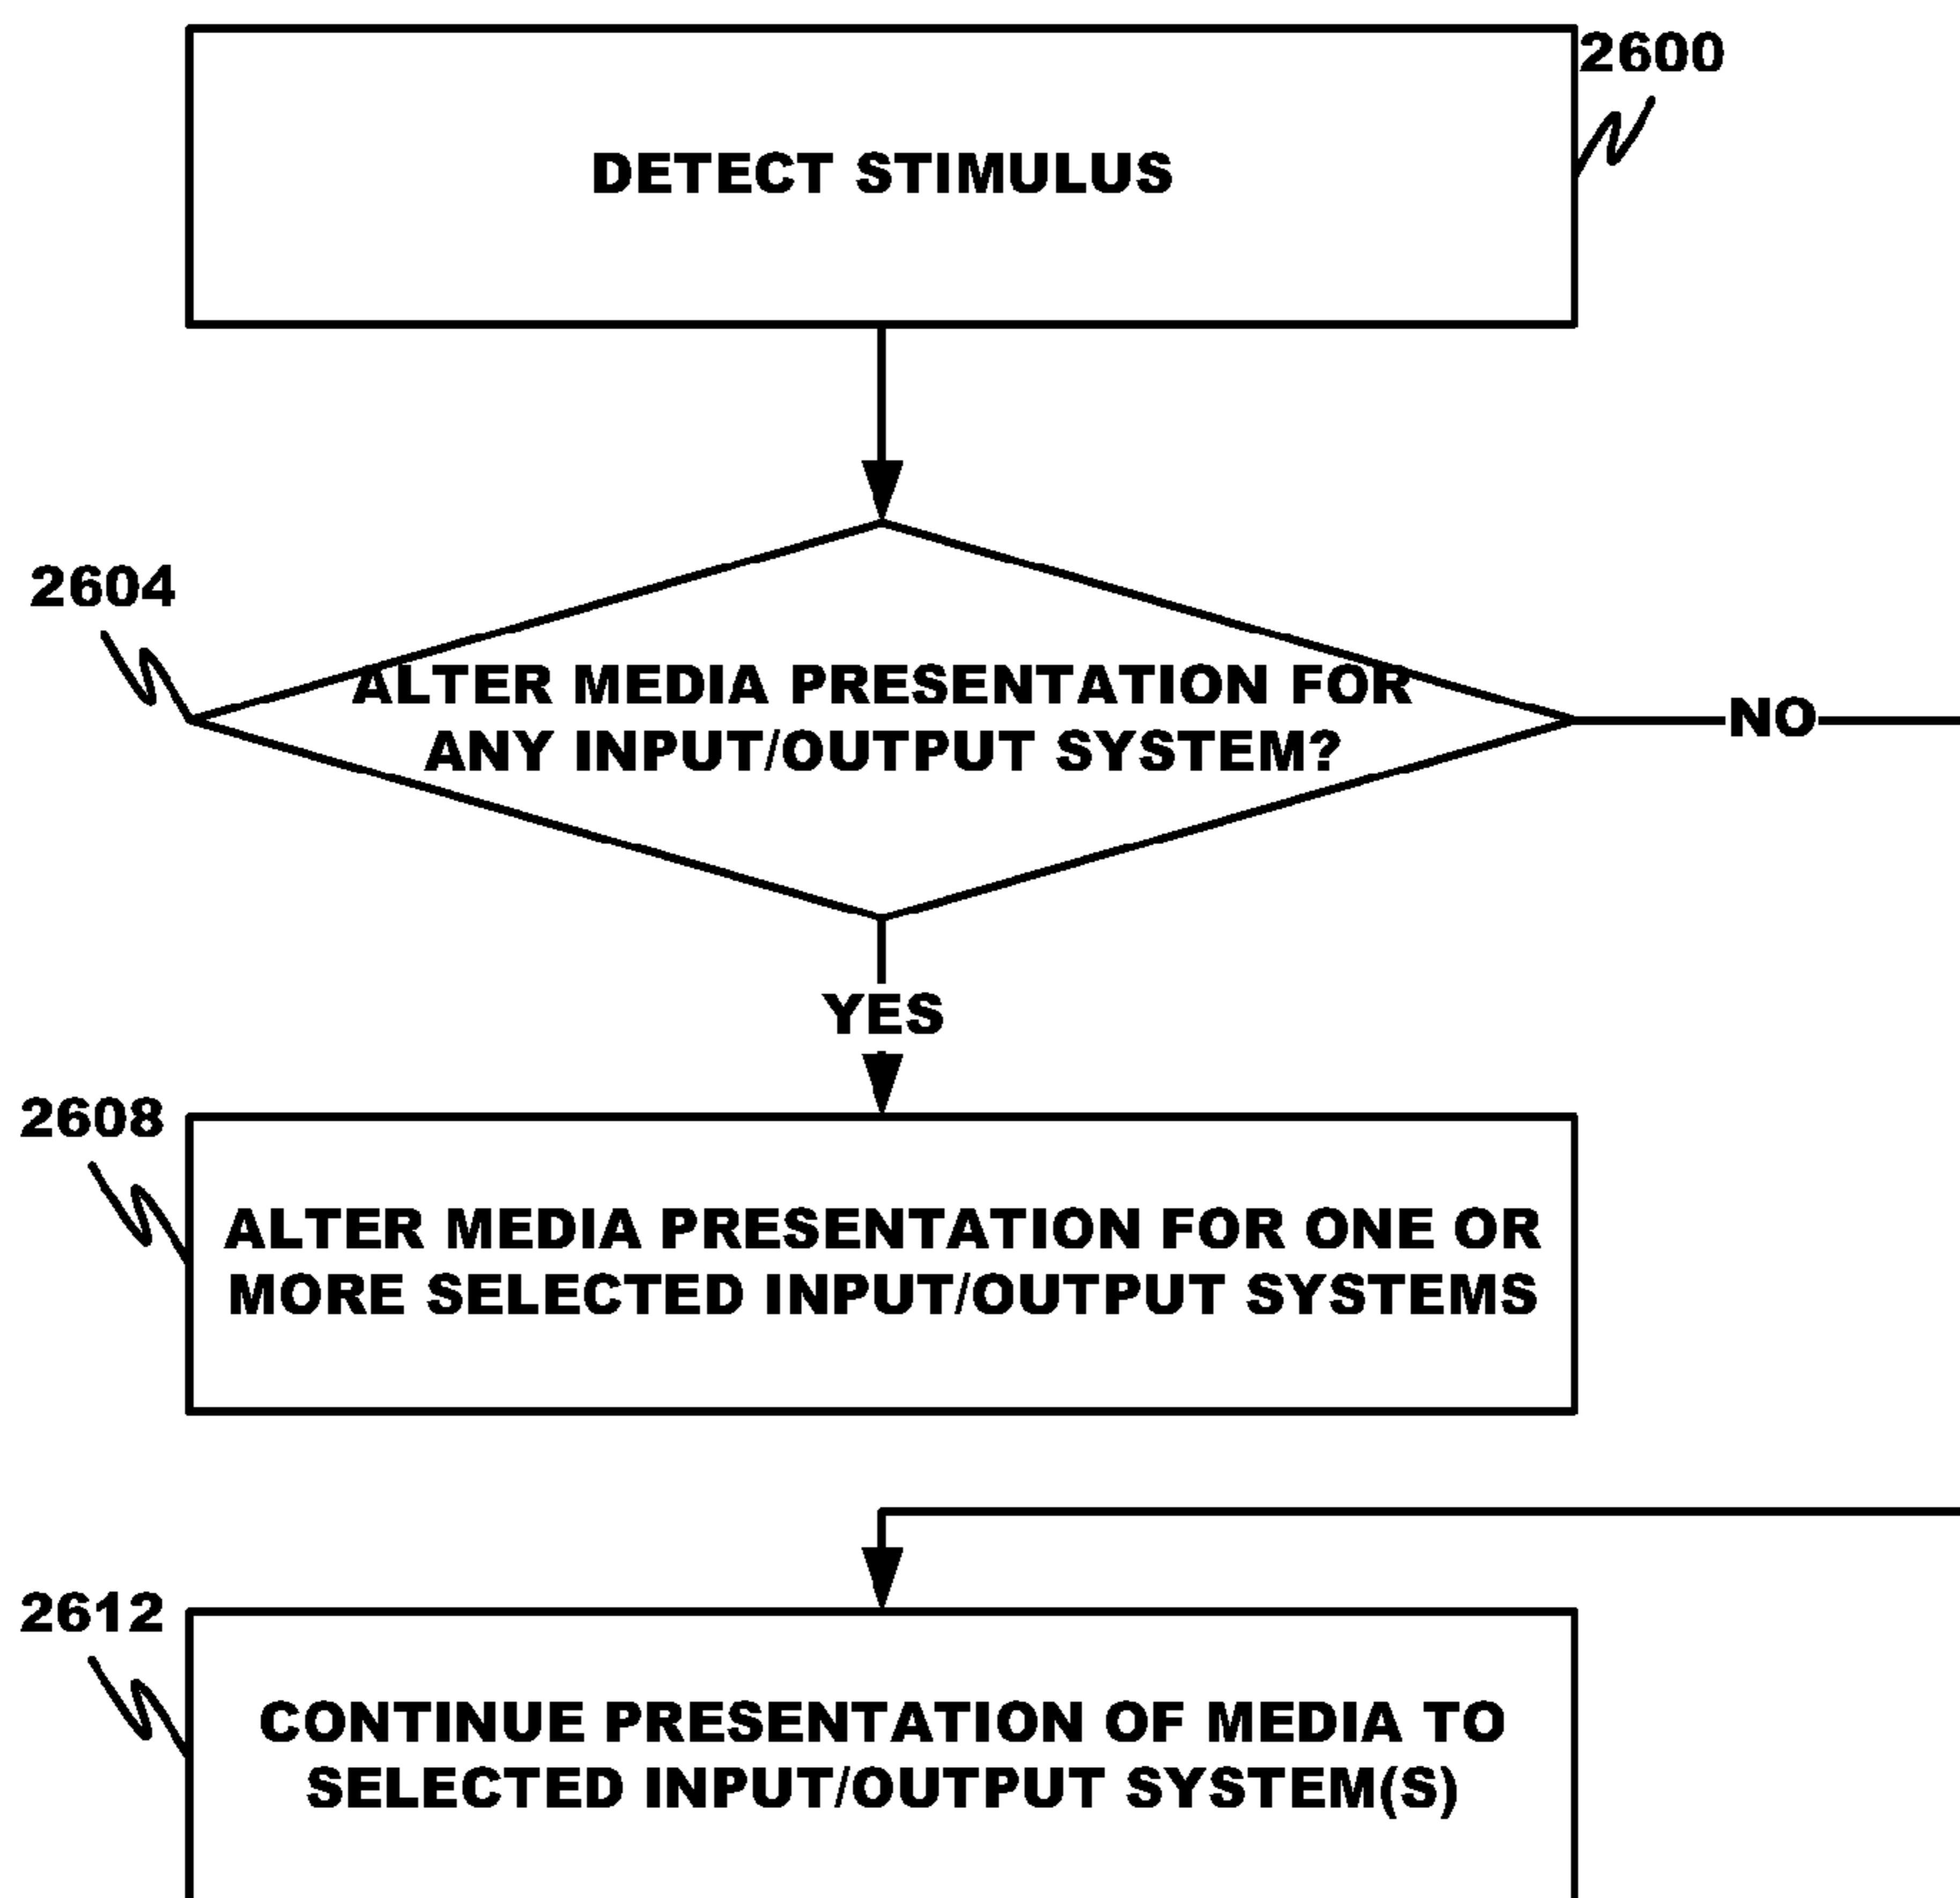 2600
DETECT STIMULUS
2604
ALTER MEDIA PRESENTATION FOR
ANY INPUT/OUTPUT SYSTEM?
NO
YES
2608
ALTER MEDIA PRESENTATION FOR ONE OR
MORE SELECTED INPUT/OUTPUT SYSTEMS
2612
CONTINUE PRESENTATION OF MEDIA TO
SELECTED INPUT/OUTPUT SYSTEM(S)